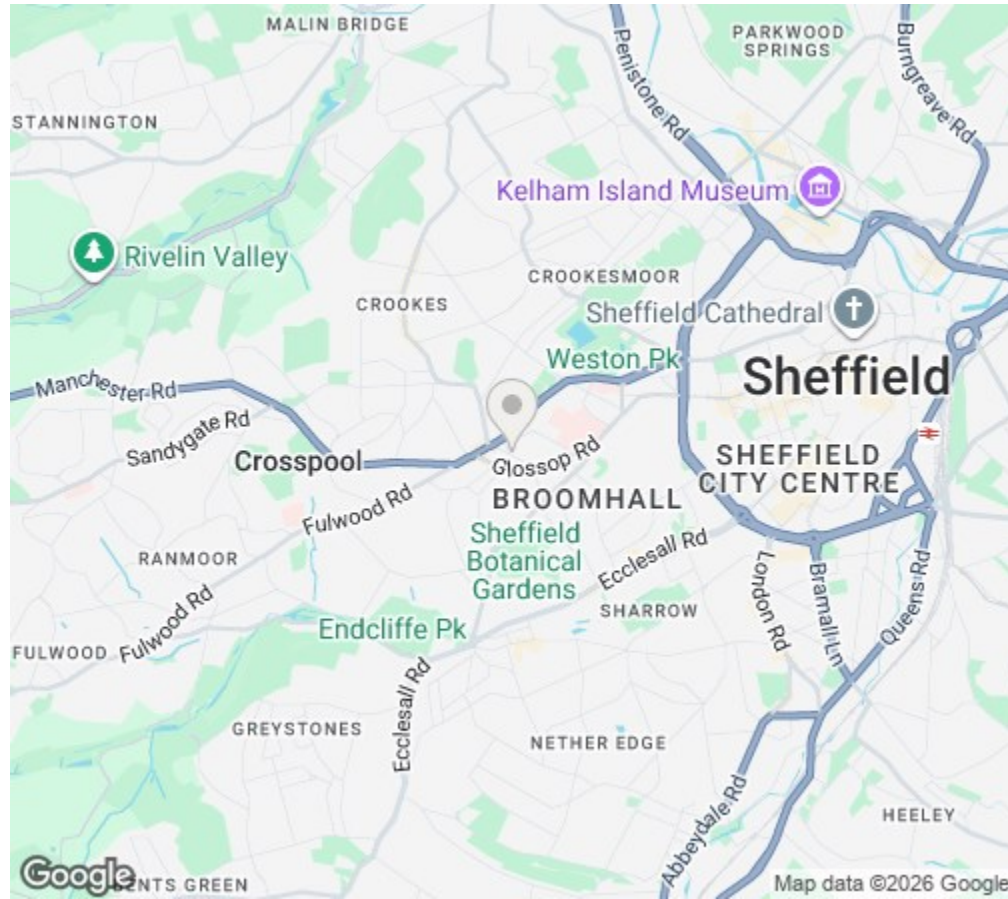 MALIN BRIDGE
PARKWOOD
SPRINGS
Burngreave Rd
Penistone Rd
STANNINGTON
Kelham Island Museum
Rivelin Valley
CROOKESMOOR
CROOKES
Sheffield Cathedral
Weston Pk
Manchester Rd
Sheffield
Sandygate Rd
Crosspool
Glossop Rd
SHEFFIELD
CITY CENTRE
BROOMHALL
Fulwood Rd
Sheffield
Botanical
Gardens
Ecclesall Rd
RANMOOR
London Rd
Bramall Ln
Queens Rd
SHARROW
Fulwood Rd
Endcliffe Pk
FULWOOD
Ecclesall Rd
GREYSTONES
NETHER EDGE
Abbeydale Rd
HEELEY
Google
BENTS GREEN
Map data ©2026 Google